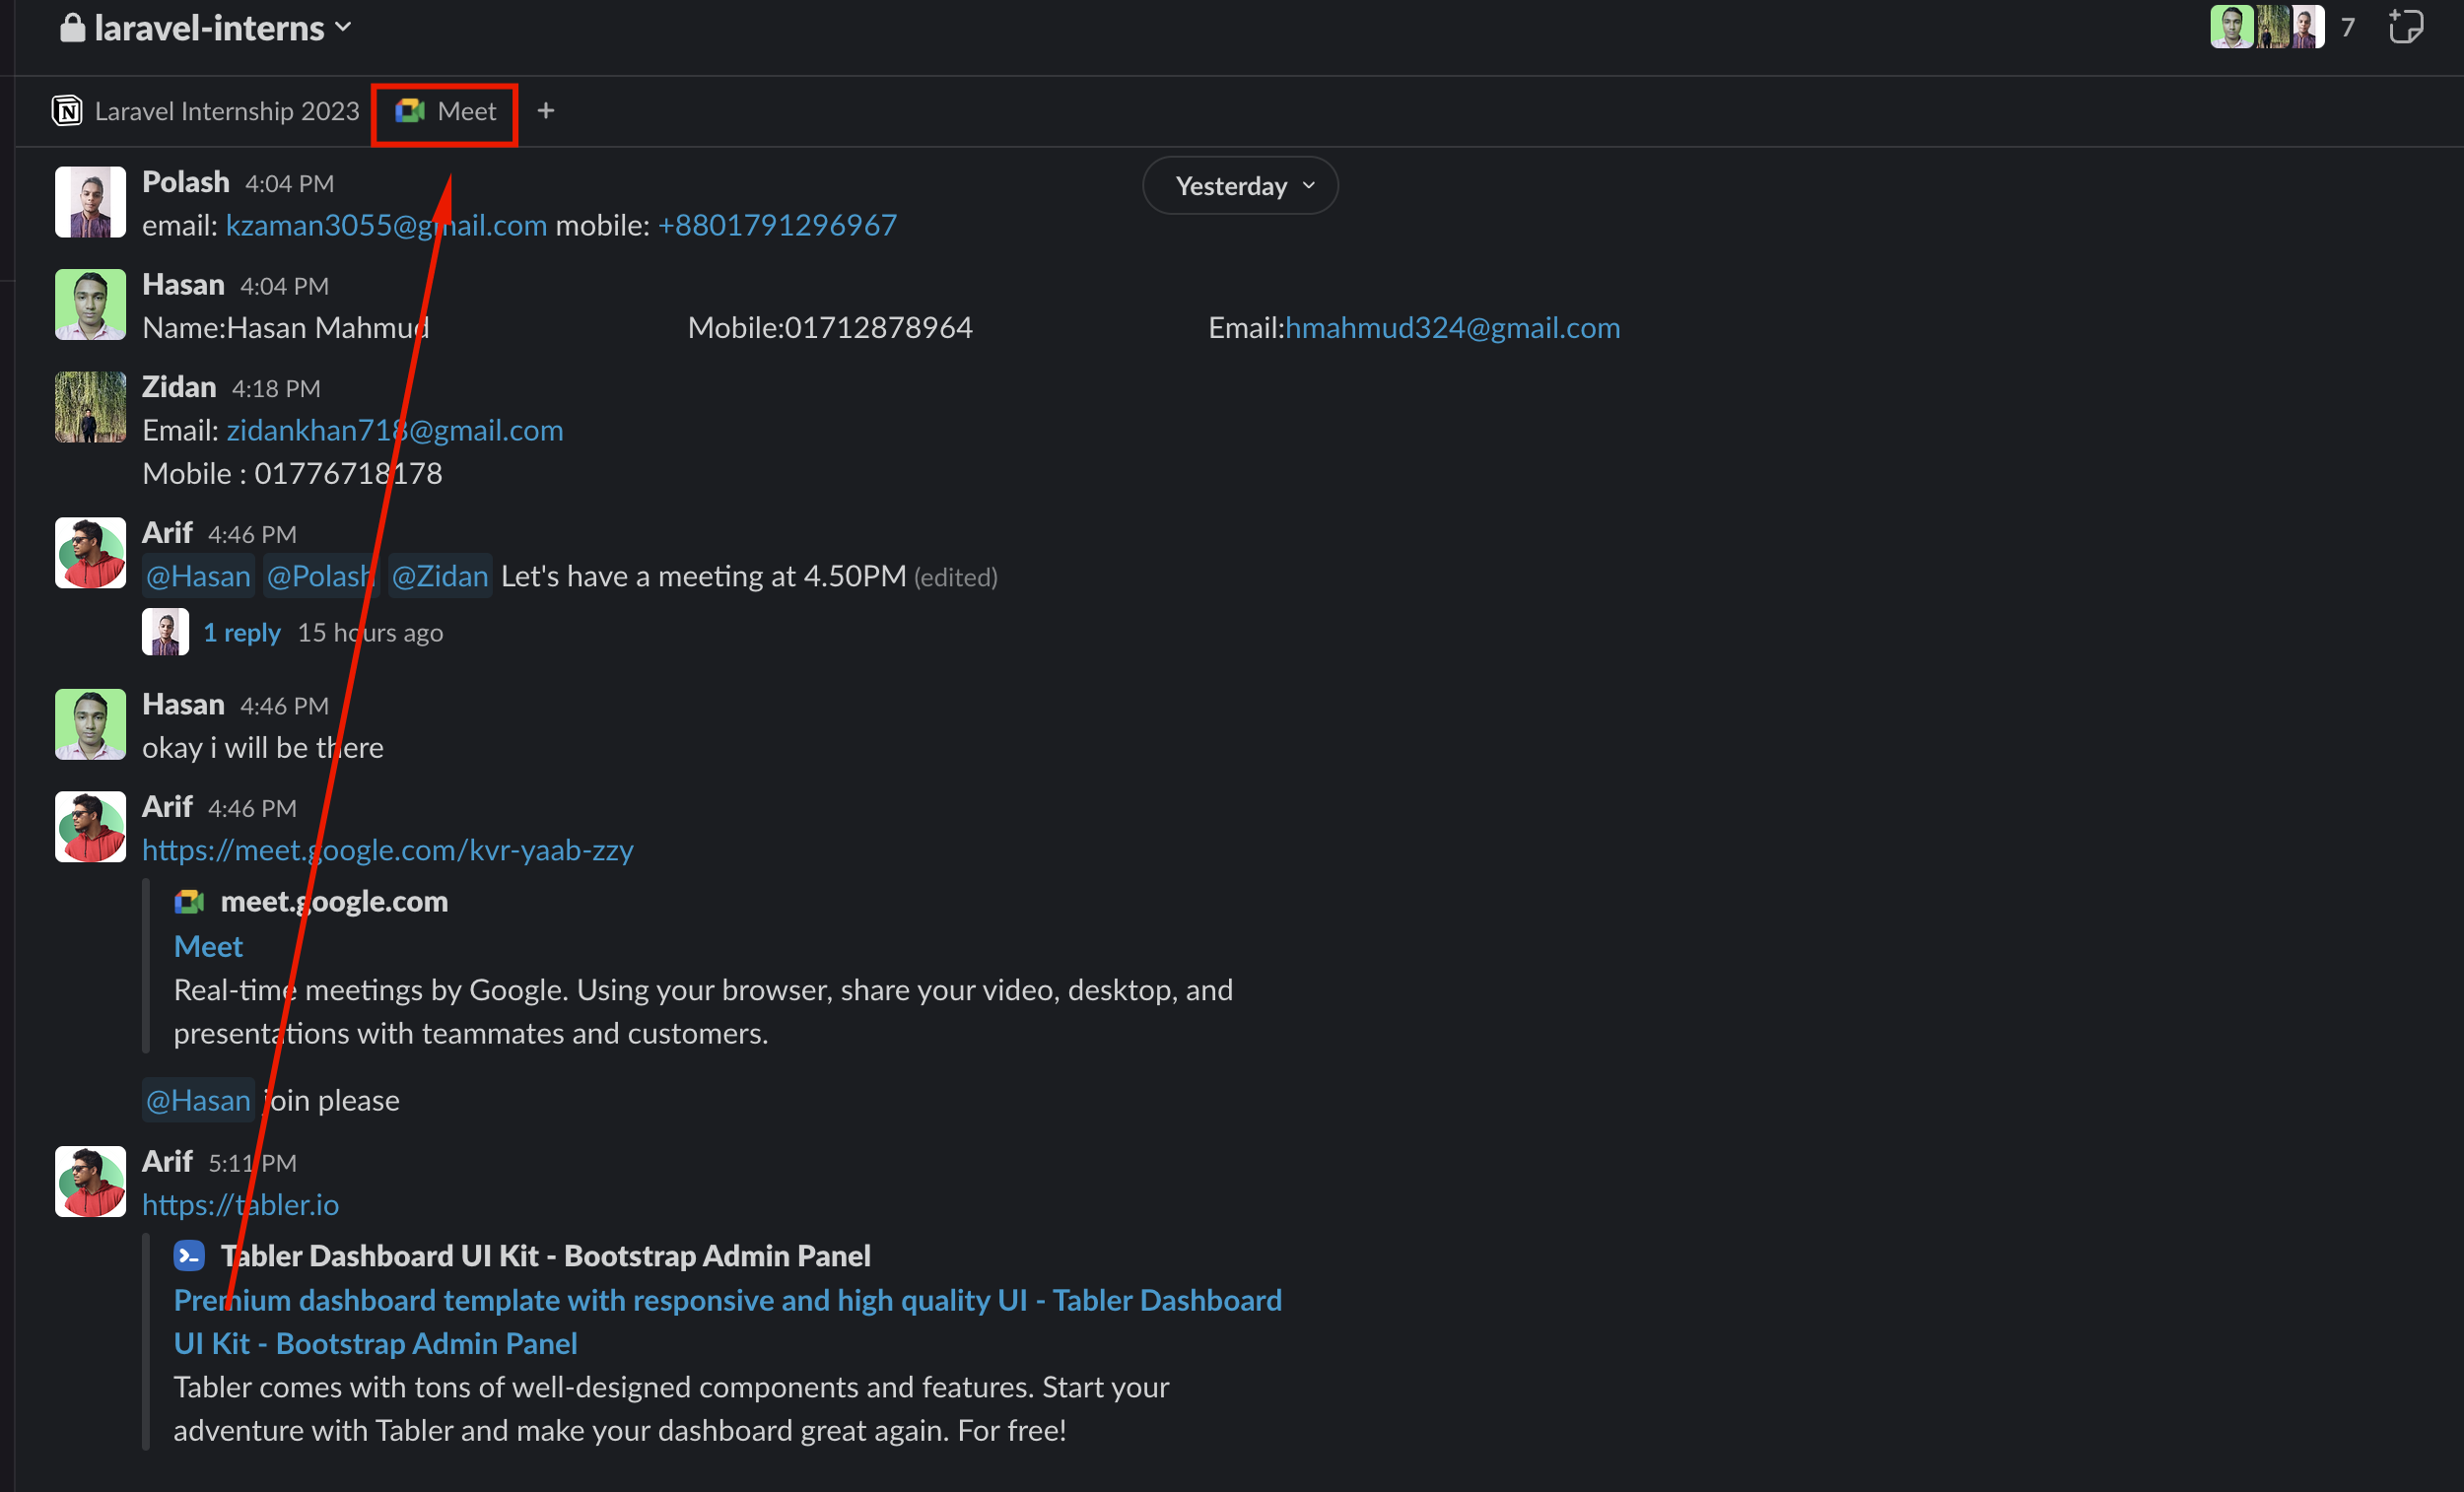 laravel-interns
7
Laravel Internship 2023 Meet +
Yesterday
Polash 4:04 PM
email: kzaman3055@gmail.com mobile: +8801791296967
Hasan 4:04 PM
Name:Hasan Mahmud Mobile:01712878964 Email:hmahmud324@gmail.com
Zidan 4:18 PM
Email: zidankhan718@gmail.com
Mobile : 01776718178
Arif 4:46 PM
@Hasan @Polash @Zidan Let's have a meeting at 4.50PM (edited)
1 reply 15 hours ago
Hasan 4:46 PM
okay i will be there
Arif 4:46 PM
https://meet.google.com/kvr-yaab-zzy
meet.google.com
Meet
Real-time meetings by Google. Using your browser, share your video, desktop, and
presentations with teammates and customers.
@Hasan join please
Arif 5:11 PM
https://tabler.io
Tabler Dashboard UI Kit - Bootstrap Admin Panel
Premium dashboard template with responsive and high quality UI - Tabler Dashboard
UI Kit - Bootstrap Admin Panel
Tabler comes with tons of well-designed components and features. Start your
adventure with Tabler and make your dashboard great again. For free!